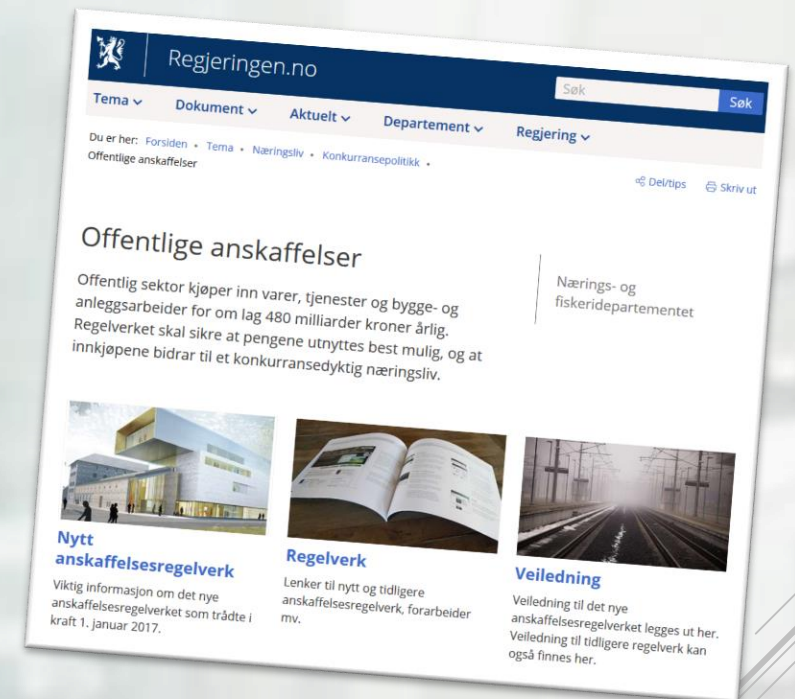 Regjeringen.no
Søk
Søk
Tema
Dokument
Aktuelt
Departement
Regjering
Du er her: Forsiden • Tema • Næringsliv • Konkurransepolitikk •
Offentlige anskaffelser
Del/tips
Skriv ut
Offentlige anskaffelser
Offentlig sektor kjøper inn varer, tjenester og bygge- og
anleggsarbeider for om lag 480 milliarder kroner årlig.
Regelverket skal sikre at pengene utnyttes best mulig, og at
innkjøpene bidrar til et konkurransedyktig næringsliv.
Nærings- og
fiskeridepartementet
Nytt
anskaffelsesregelverk
Viktig informasjon om det nye
anskaffelsesregelverket som trådte i
kraft 1. januar 2017.
Regelverk
Lenker til nytt og tidligere
anskaffelsesregelverk, forarbeider
mv.
Veiledning
Veiledning til det nye
anskaffelsesregelverket legges ut her.
Veiledning til tidligere regelverk kan
også finnes her.